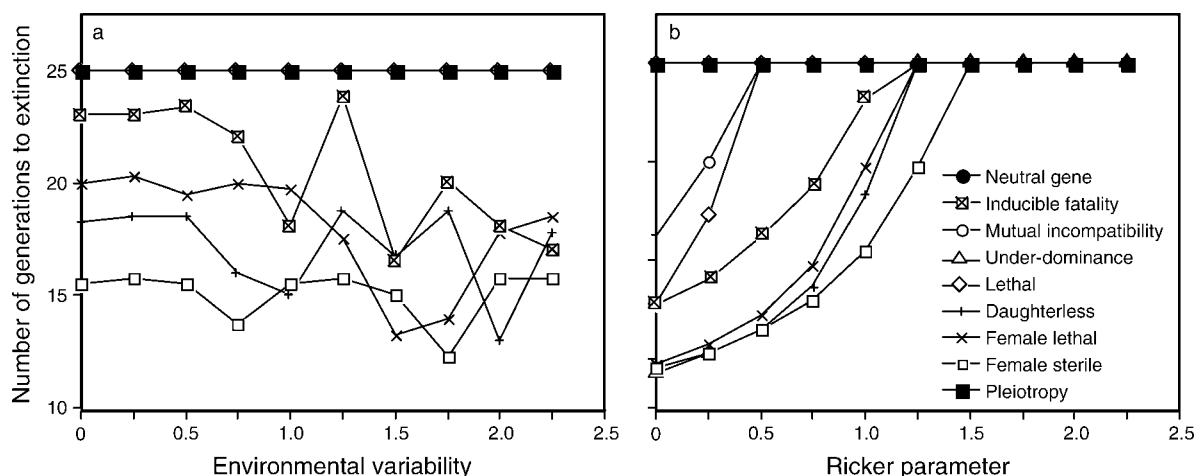 a
b
Number of generations to extinction
25
20
15
10
0
0.5
1.0
1.5
2.0
2.5
Environmental variability
0
0.5
1.0
1.5
2.0
2.5
Ricker parameter
Neutral gene
Inducible fatality
Mutual incompatibility
Under-dominance
Lethal
Daughterless
Female lethal
Female sterile
Pleiotropy